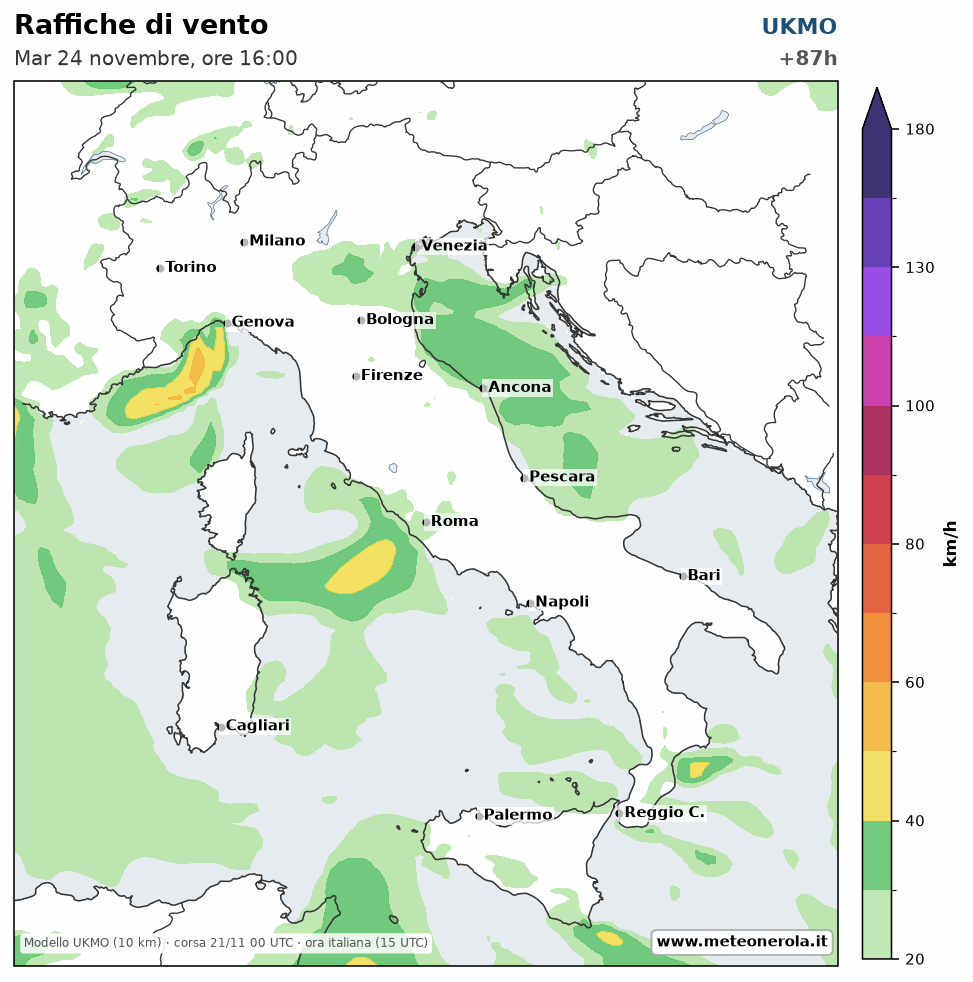 Raffiche di vento
UKMO
Mar 24 novembre, ore 16:00
+87h
180
130
100
80
60
40
20
km/h
Milano
Venezia
Torino
Genova
Bologna
Firenze
Ancona
Pescara
Roma
Bari
Napoli
Cagliari
Palermo
Reggio C.
Modello UKMO (10 km) · corsa 21/11 00 UTC · ora italiana (15 UTC)
www.meteonerola.it